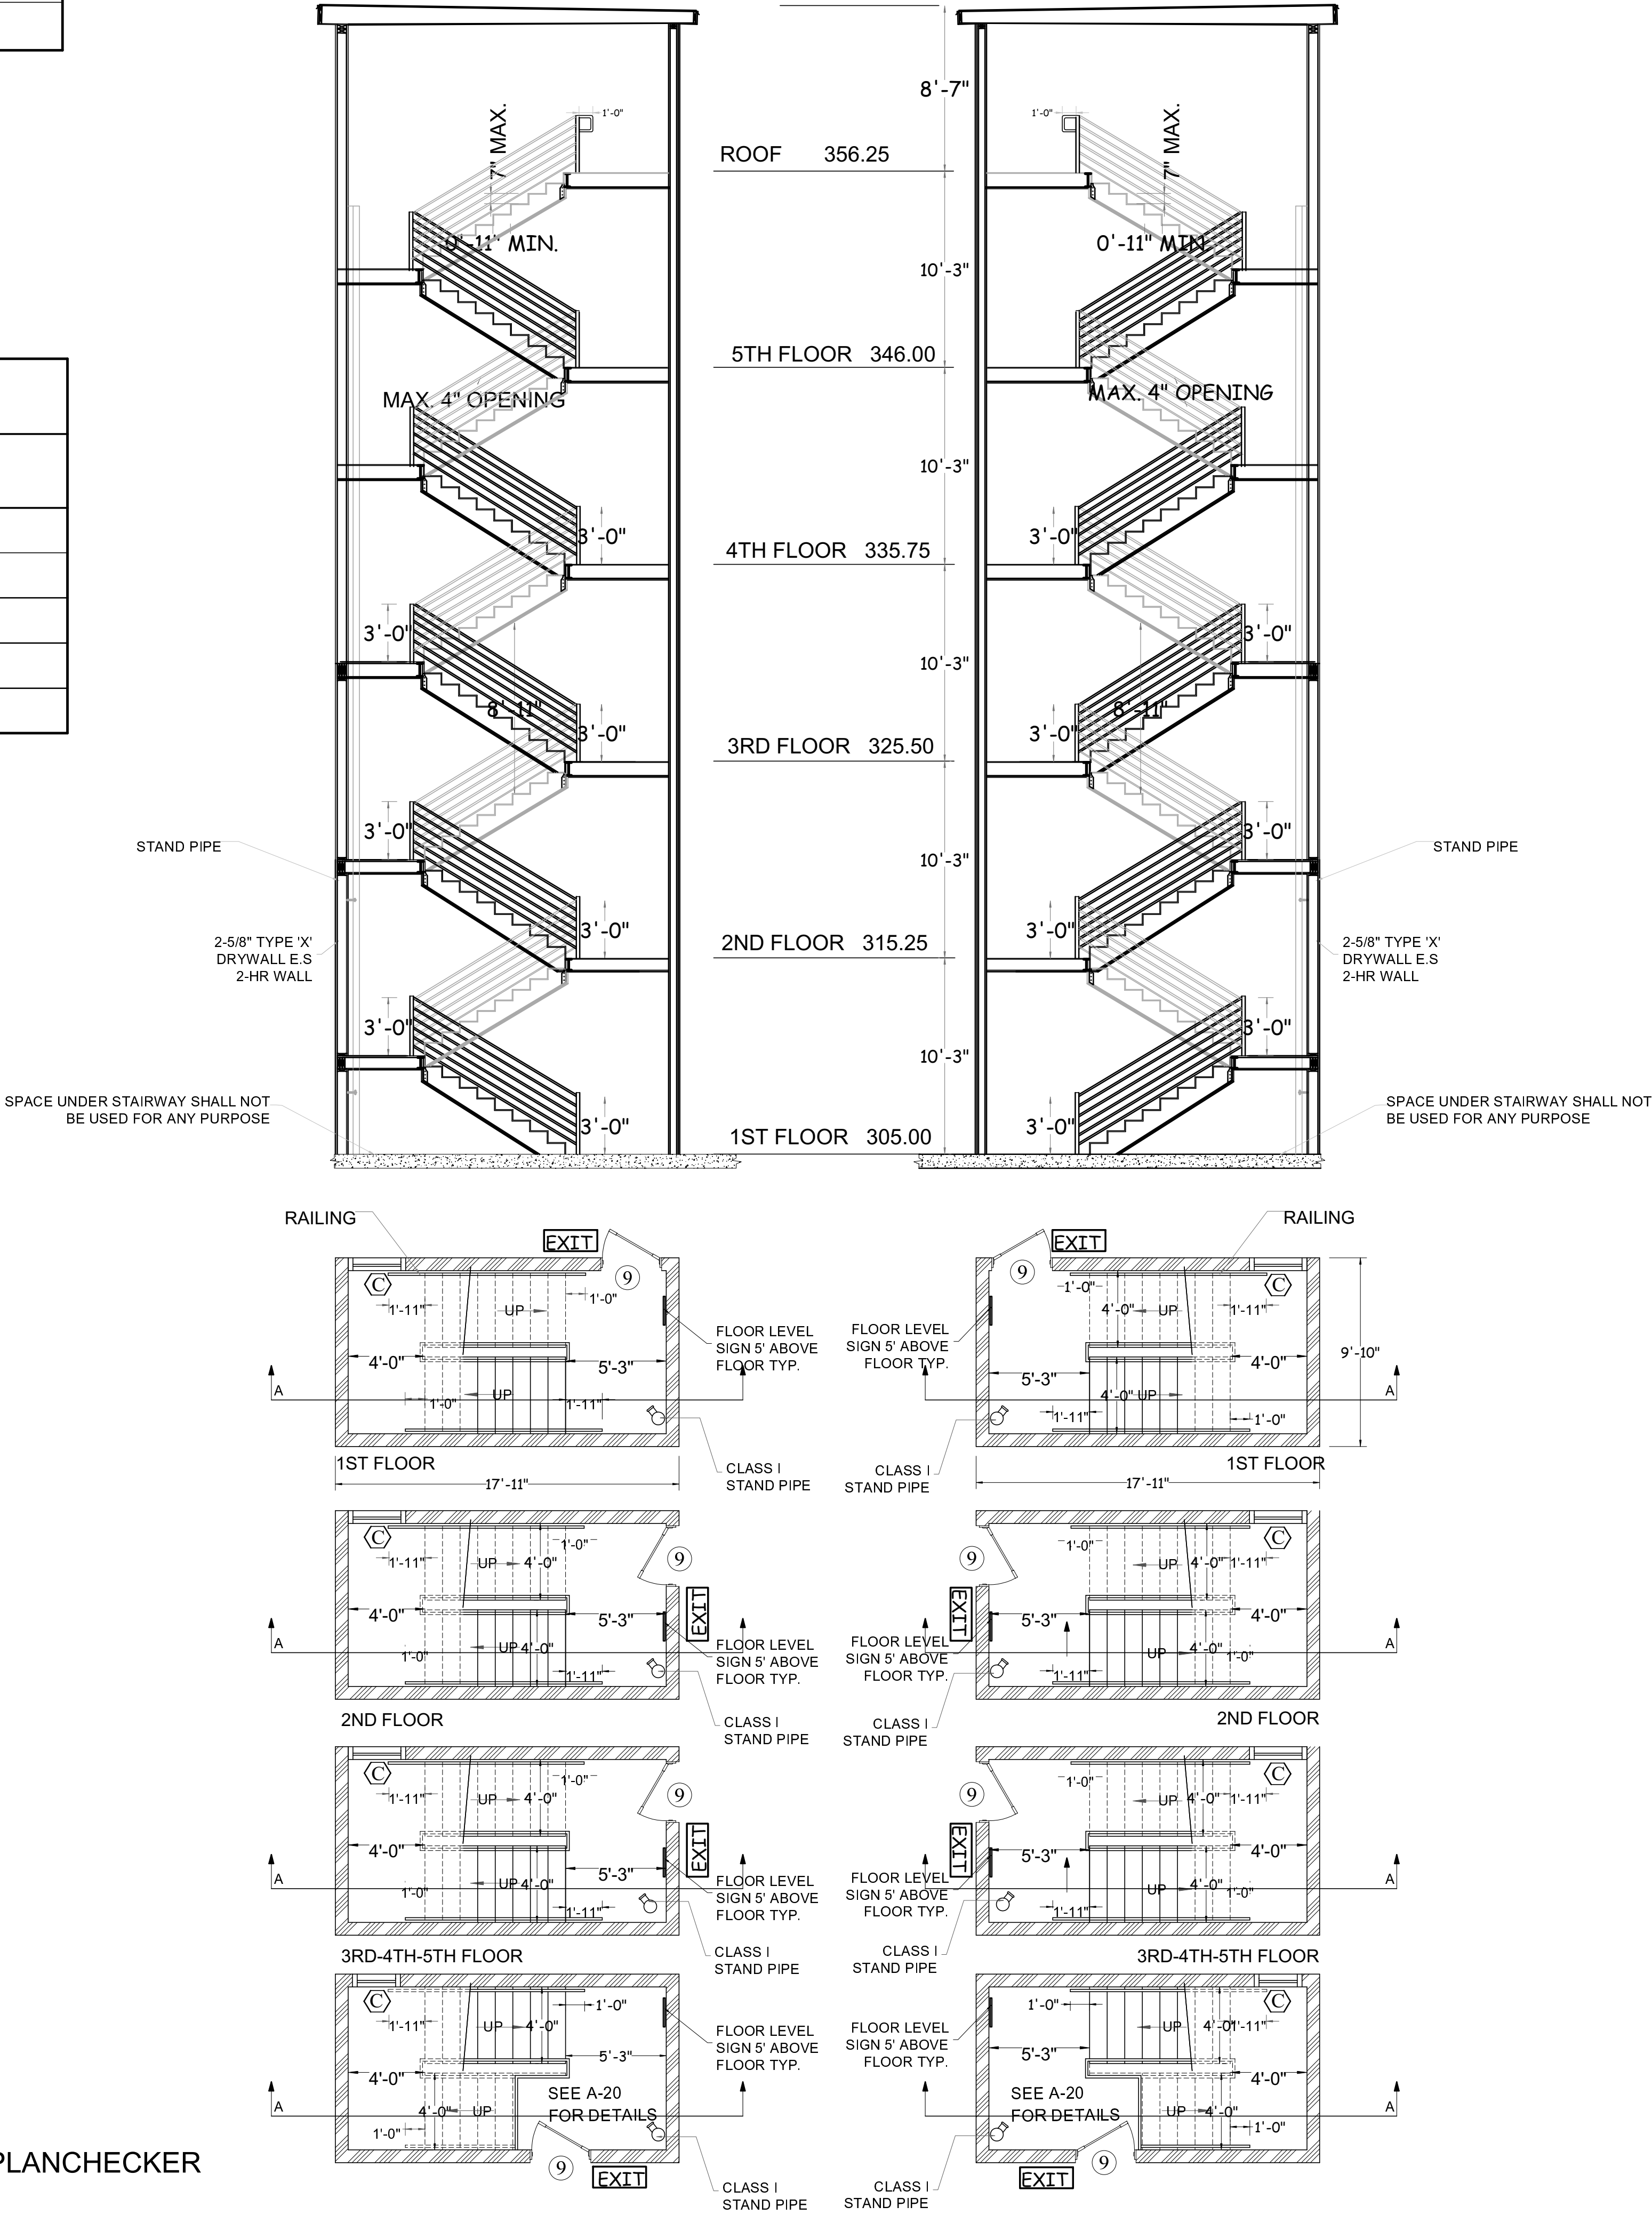 8'-7"
7" MAX.
1'-0"
1'-0"
7" MAX.
ROOF 356.25
0'-11" MIN.
0'-11" MIN
10'-3"
5TH FLOOR 346.00
MAX. 4" OPENING
MAX. 4" OPENING
10'-3"
3'-0"
4TH FLOOR 335.75
3'-0"
3'-0"
10'-3"
3'-0"
8'-11"
3'-0"
3RD FLOOR 325.50
3'-0"
8'-11"
3'-0"
10'-3"
3'-0"
STAND PIPE
STAND PIPE
3'-0"
2ND FLOOR 315.25
3'-0"
2-5/8" TYPE 'X'
DRYWALL E.S
2-HR WALL
2-5/8" TYPE 'X'
DRYWALL E.S
2-HR WALL
3'-0"
10'-3"
3'-0"
SPACE UNDER STAIRWAY SHALL NOT
BE USED FOR ANY PURPOSE
SPACE UNDER STAIRWAY SHALL NOT
BE USED FOR ANY PURPOSE
3'-0"
1ST FLOOR 305.00
3'-0"
RAILING
EXIT
EXIT
RAILING
C
9
9
C
1'-11"
UP
1'-0"
1'-0"
4'-0"
UP
1'-11"
FLOOR LEVEL
SIGN 5' ABOVE
FLOOR TYP.
FLOOR LEVEL
SIGN 5' ABOVE
FLOOR TYP.
4'-0"
5'-3"
5'-3"
4'-0"
9'-10"
A
UP
1'-0"
1'-11"
4'-0"
UP
A
1'-11"
1'-0"
1ST FLOOR
CLASS I
STAND PIPE
CLASS I
STAND PIPE
1ST FLOOR
17'-11"
17'-11"
C
1'-0"
9
9
1'-0"
C
1'-11"
UP
4'-0"
UP
4'-0"
1'-11"
EXIT
EXIT
4'-0"
5'-3"
5'-3"
4'-0"
A
UP
4'-0"
1'-0"
1'-11"
FLOOR LEVEL
SIGN 5' ABOVE
FLOOR TYP.
FLOOR LEVEL
SIGN 5' ABOVE
FLOOR TYP.
1'-11"
UP
4'-0"
1'-0"
A
2ND FLOOR
CLASS I
STAND PIPE
CLASS I
STAND PIPE
2ND FLOOR
C
1'-0"
9
9
1'-0"
C
1'-11"
UP
4'-0"
UP
4'-0"
1'-11"
EXIT
EXIT
4'-0"
5'-3"
5'-3"
4'-0"
A
UP
4'-0"
1'-0"
1'-11"
FLOOR LEVEL
SIGN 5' ABOVE
FLOOR TYP.
FLOOR LEVEL
SIGN 5' ABOVE
FLOOR TYP.
1'-11"
UP
4'-0"
1'-0"
A
3RD-4TH-5TH FLOOR
CLASS I
STAND PIPE
CLASS I
STAND PIPE
3RD-4TH-5TH FLOOR
C
1'-0"
1'-0"
C
1'-11"
UP
4'-0"
UP
4'-0"
1'-11"
FLOOR LEVEL
SIGN 5' ABOVE
FLOOR TYP.
FLOOR LEVEL
SIGN 5' ABOVE
FLOOR TYP.
4'-0"
5'-3"
5'-3"
4'-0"
SEE A-20
FOR DETAILS
SEE A-20
FOR DETAILS
A
4'-0"
UP
UP
4'-0"
A
1'-0"
1'-0"
9
EXIT
EXIT
9
PLANCHECKER
CLASS I
STAND PIPE
CLASS I
STAND PIPE